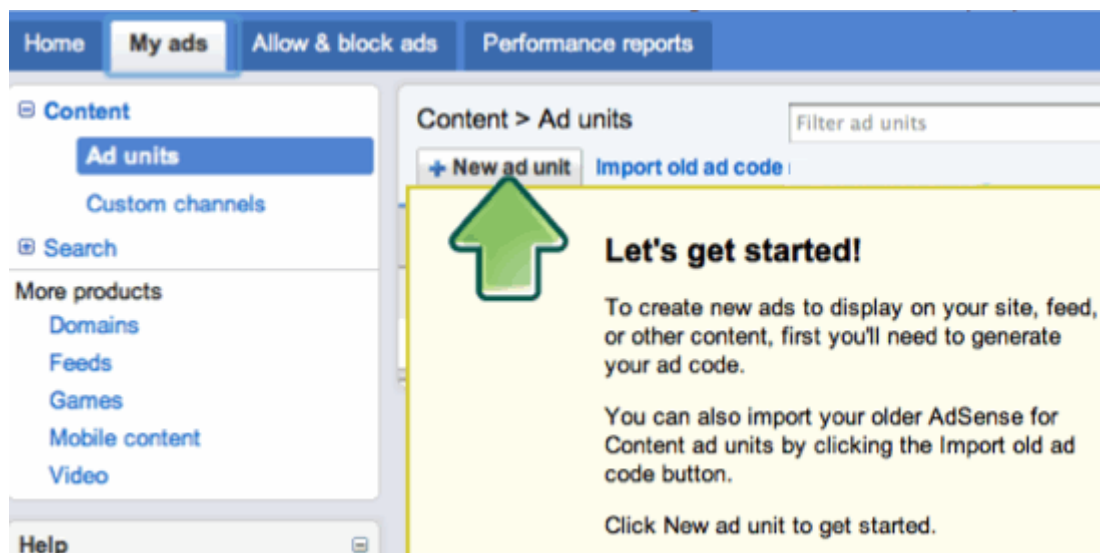 Home My ads Allow & block ads Performance reports
Content
Ad units
Custom channels
Search
More products
Domains
Feeds
Games
Mobile content
Video
Help
Content > Ad units Filter ad units
+ New ad unit Import old ad code
Let's get started!
To create new ads to display on your site, feed,
or other content, first you'll need to generate
your ad code.
You can also import your older AdSense for
Content ad units by clicking the Import old ad
code button.
Click New ad unit to get started.